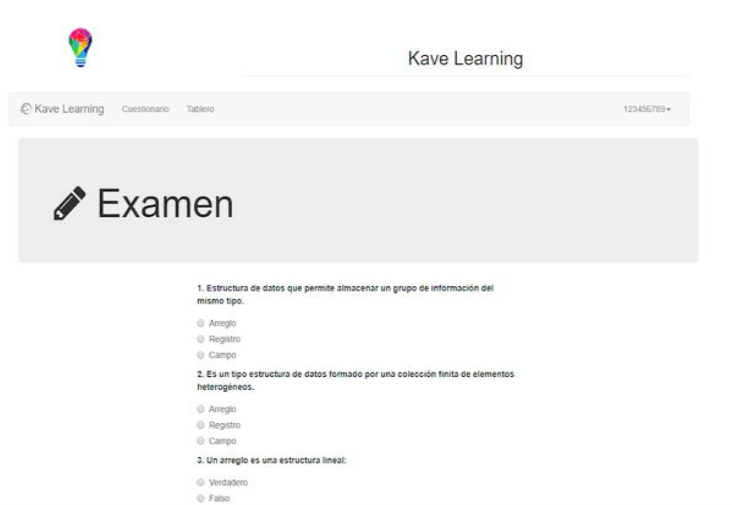 Kave Learning
Kave Learning Cuestionario Tablero 123456789
Examen
1. Estructura de datos que permite almacenar un grupo de información del
mismo tipo.
Arreglo
Registro
Campo
2. Es un tipo estructura de datos formado por una colección finita de elementos
heterogéneos.
Arreglo
Registro
Campo
3. Un arreglo es una estructura lineal:
Verdadero
Falso